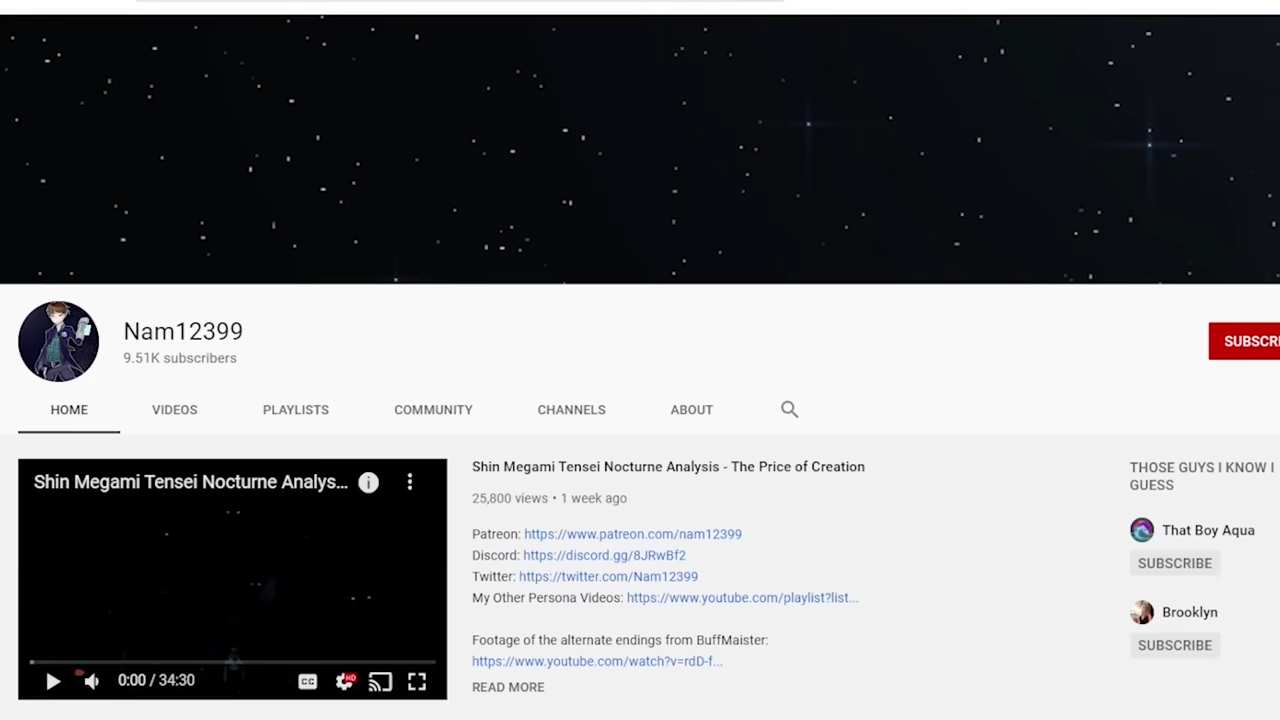 Nam12399
9.51K subscribers
SUBSCRI
HOME
VIDEOS
PLAYLISTS
COMMUNITY
CHANNELS
ABOUT
Shin Megami Tensei Nocturne Analys...
0:00 / 34:30
CC
HD
Shin Megami Tensei Nocturne Analysis - The Price of Creation
25,800 views • 1 week ago
Patreon: https://www.patreon.com/nam12399
Discord: https://discord.gg/8JRwBf2
Twitter: https://twitter.com/Nam12399
My Other Persona Videos: https://www.youtube.com/playlist?list...
Footage of the alternate endings from BuffMaister:
https://www.youtube.com/watch?v=rdD-f...
READ MORE
THOSE GUYS I KNOW I
GUESS
That Boy Aqua
SUBSCRIBE
Brooklyn
SUBSCRIBE